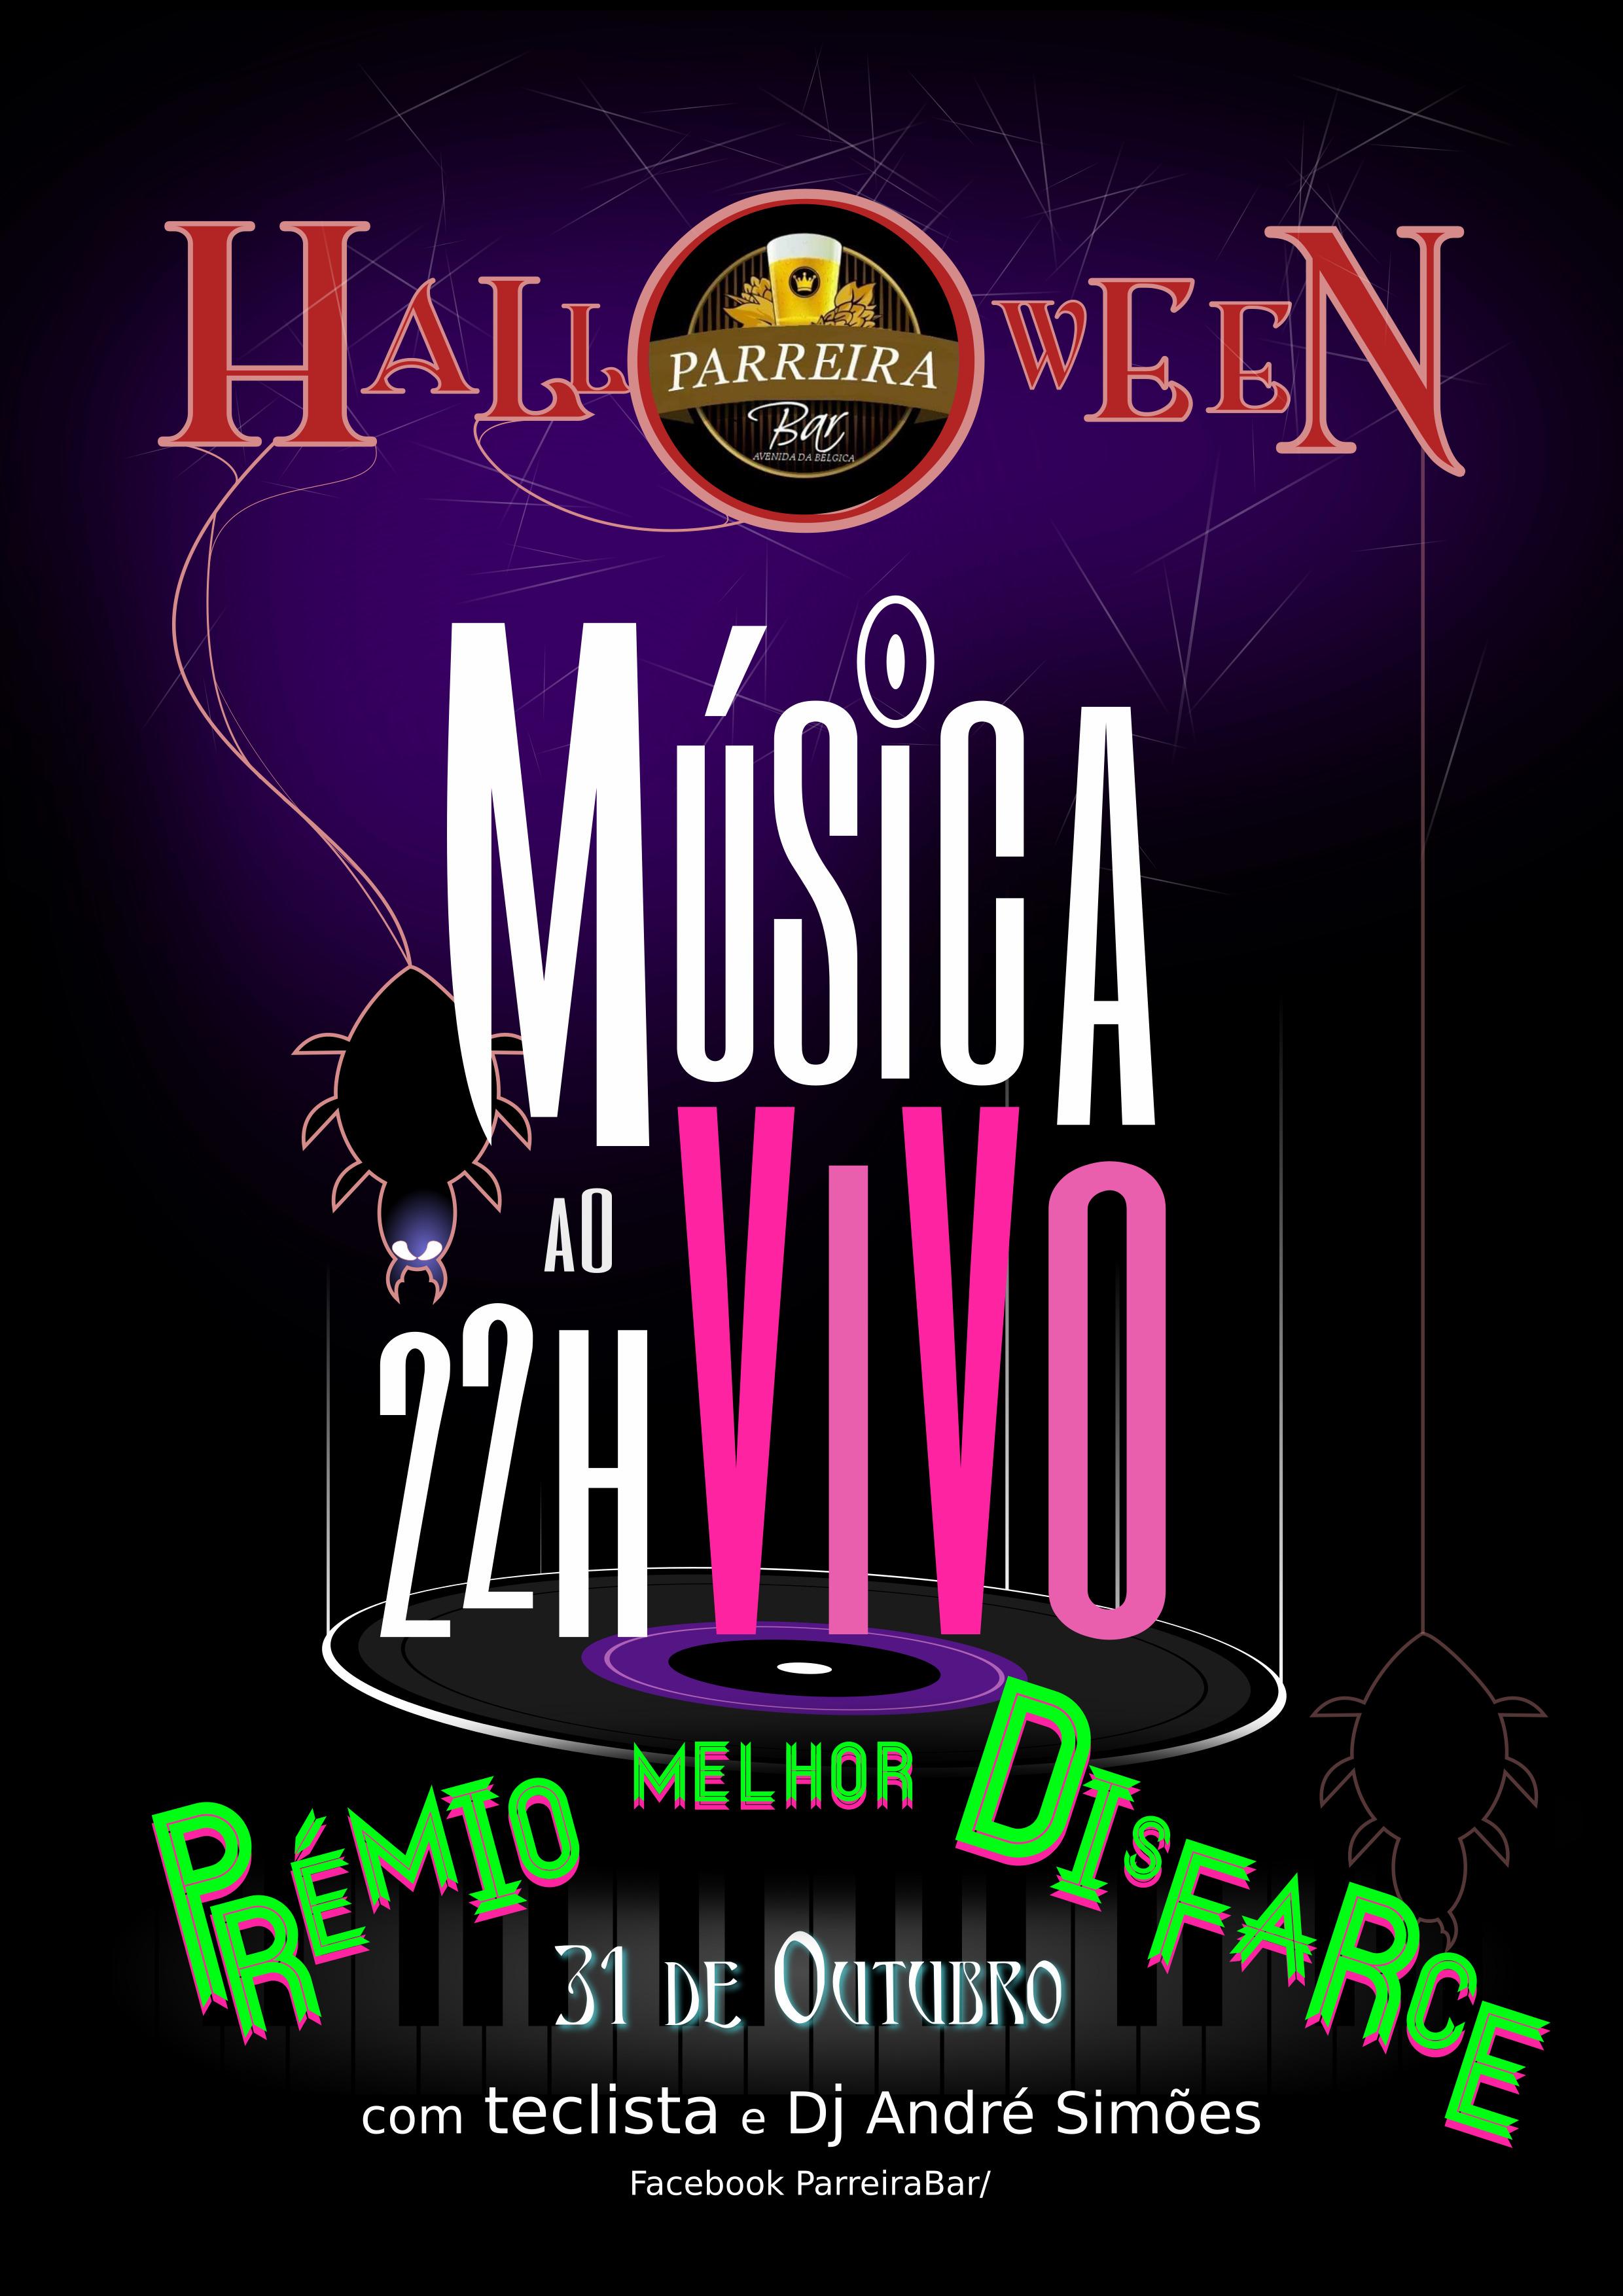 HALLOWEEN
PARREIRA
Bar
AVENIDA DA BELGICA
MúSiCA
AO VIVO
22H
PRÉMIO MELHOR DISFARCE
31 DE OUTUBRO
com teclista e Dj André Simões
Facebook ParreiraBar/